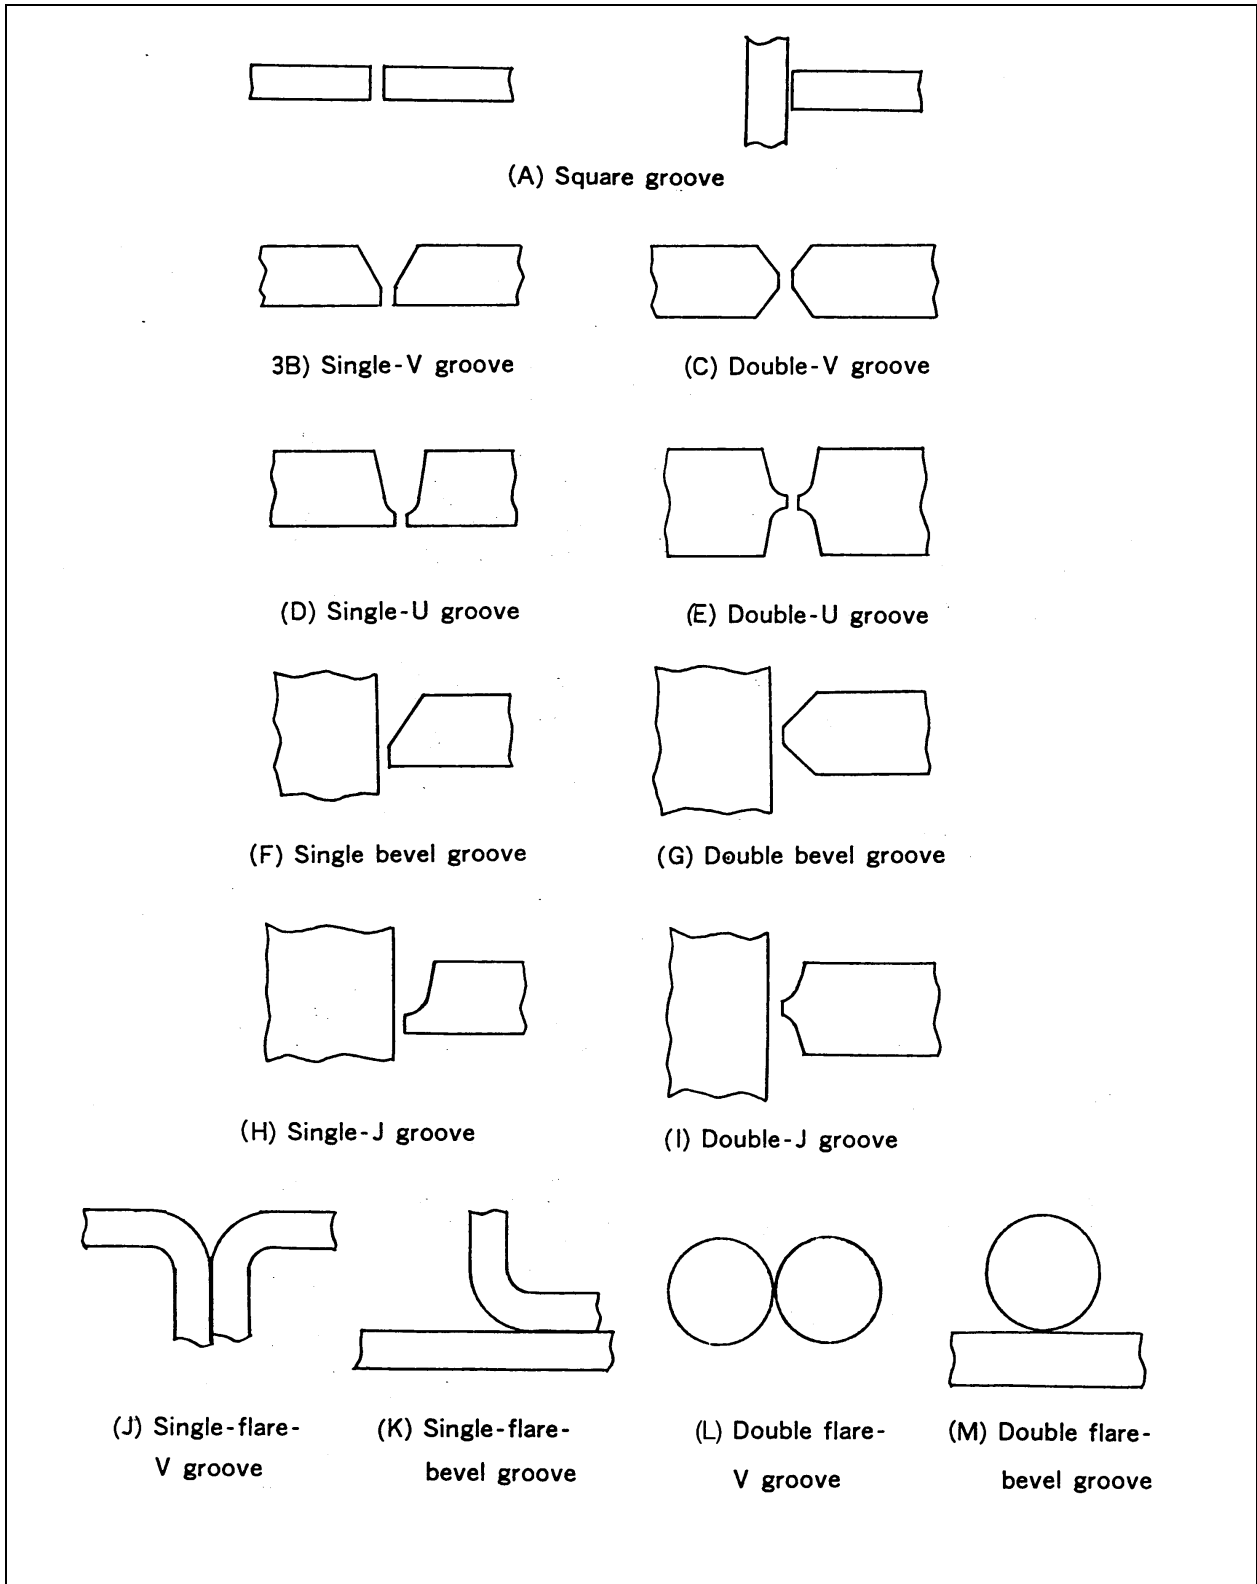 (A) Square groove
3B) Single-V groove
(C) Double-V groove
(D) Single-U groove
(E) Double-U groove
(F) Single bevel groove
(G) Double bevel groove
(H) Single-J groove
(I) Double-J groove
(J) Single-flare-
V groove
(K) Single-flare-
bevel groove
(L) Double flare-
V groove
(M) Double flare-
bevel groove